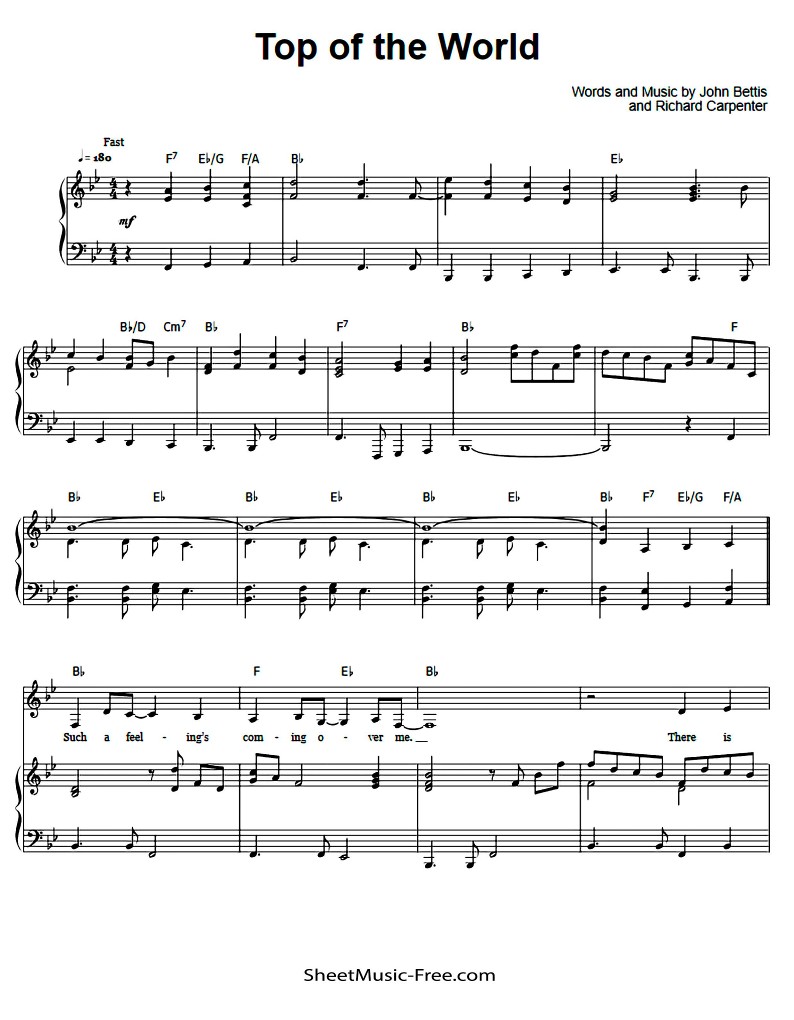 Top of the World
Words and Music by John Bettis
and Richard Carpenter
Fast
♩= 180 F7 E♭/G F/A B♭ E♭
mf
B♭/D Cm7 B♭ F7 B♭ F
B♭ E♭ B♭ E♭ B♭ E♭ B♭ F7 E♭/G F/A
B♭ F E♭ B♭
Such a feel - ing's com - ing o - ver me. There is
SheetMusic-Free.com